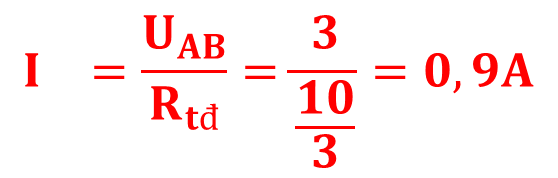 I = U_AB / R_tđ = 3 / (10/3) = 0,9A